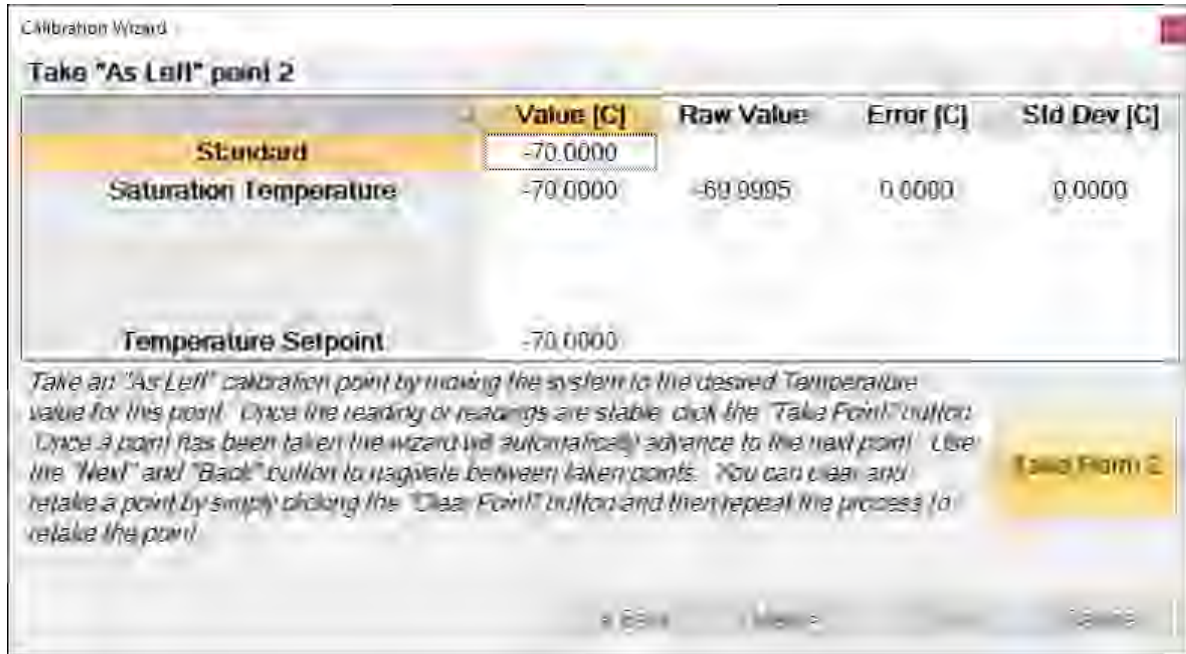 Calibration Wizard
Take "As Left" point 2
Value [C] Raw Value Error [C] Std Dev [C]
Standard -70.0000
Saturation Temperature -70.0000 -69.9995 0.0000 0.0000
Temperature Setpoint -70.0000
Take an "As Left" calibration point by moving the system to the desired Temperature
value for this point. Once the reading or readings are stable click the "Take Point" button.
Once a point has been taken the wizard will automatically advance to the next point. Use
the "Next" and "Back" button to nagivate between taken points. You can clear and
retake a point by simply clicking the "Clear Point" button and then repeat the process to
retake the point.
Take Point 2
< Back